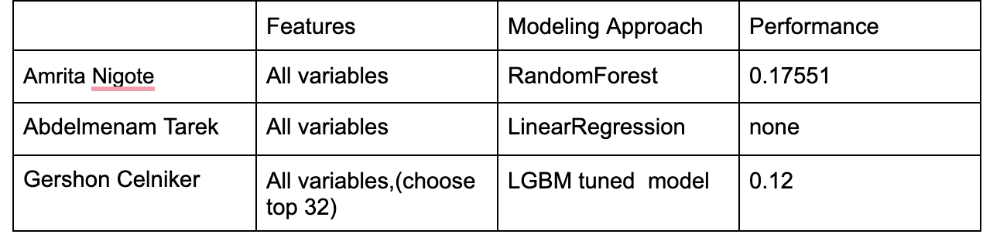 Features Modeling Approach Performance
Amrita Nigote All variables RandomForest 0.17551
Abdelmenam Tarek All variables LinearRegression none
Gershon Celniker All variables,(choose LGBM tuned  model 0.12
top 32)